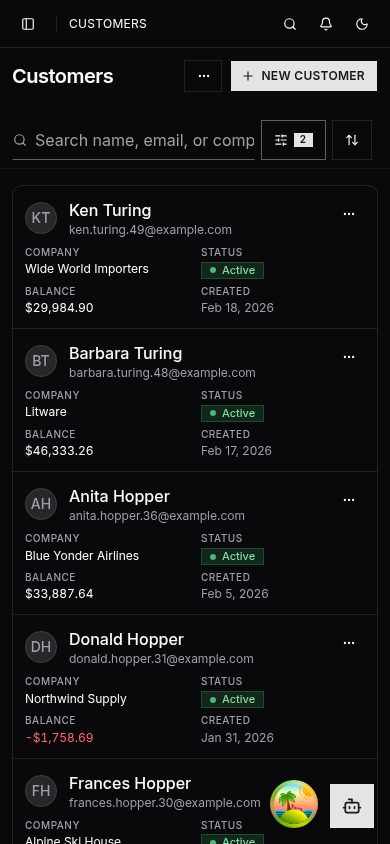 CUSTOMERS
Customers
NEW CUSTOMER
Search name, email, or comp
2
KT
Ken Turing
ken.turing.49@example.com
COMPANY
STATUS
Wide World Importers
Active
BALANCE
CREATED
$29,984.90
Feb 18, 2026
BT
Barbara Turing
barbara.turing.48@example.com
COMPANY
STATUS
Litware
Active
BALANCE
CREATED
$46,333.26
Feb 17, 2026
AH
Anita Hopper
anita.hopper.36@example.com
COMPANY
STATUS
Blue Yonder Airlines
Active
BALANCE
CREATED
$33,887.64
Feb 5, 2026
DH
Donald Hopper
donald.hopper.31@example.com
COMPANY
STATUS
Northwind Supply
Active
BALANCE
CREATED
-$1,758.69
Jan 31, 2026
FH
Frances Hopper
frances.hopper.30@example.com
COMPANY
STATUS
Alpine Ski House
Active